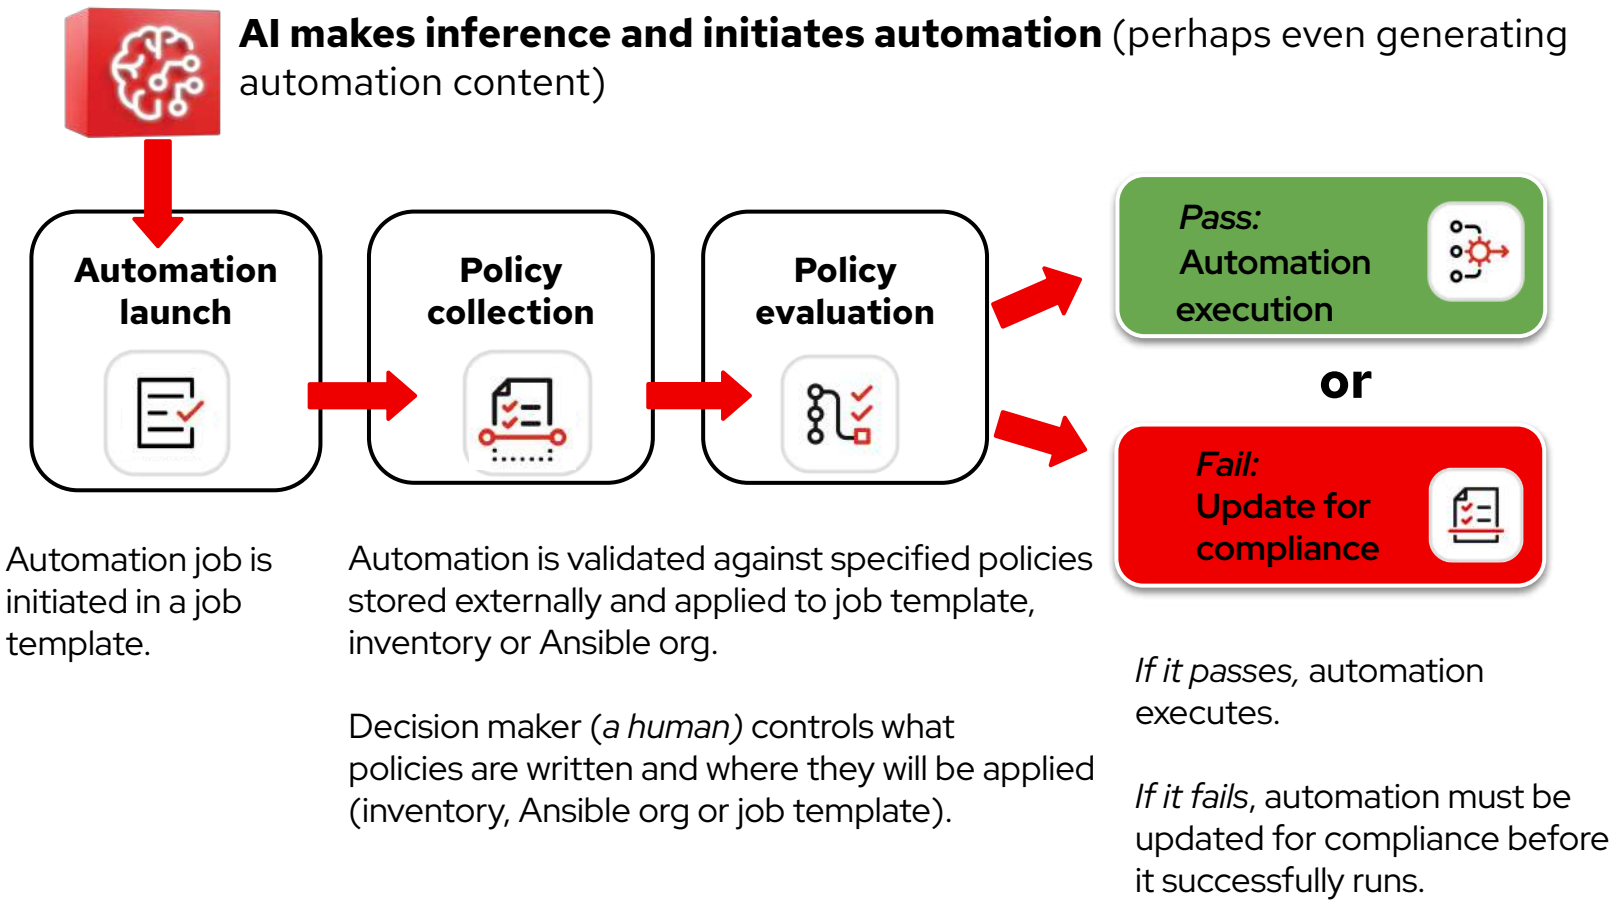 AI makes inference and initiates automation (perhaps even generating
automation content)
Automation
launch
Policy
collection
Policy
evaluation
Pass:
Automation
execution
or
Fail:
Update for
compliance
Automation job is
initiated in a job
template.
Automation is validated against specified policies
stored externally and applied to job template,
inventory or Ansible org.
Decision maker (a human) controls what
policies are written and where they will be applied
(inventory, Ansible org or job template).
If it passes, automation
executes.
If it fails, automation must be
updated for compliance before
it successfully runs.